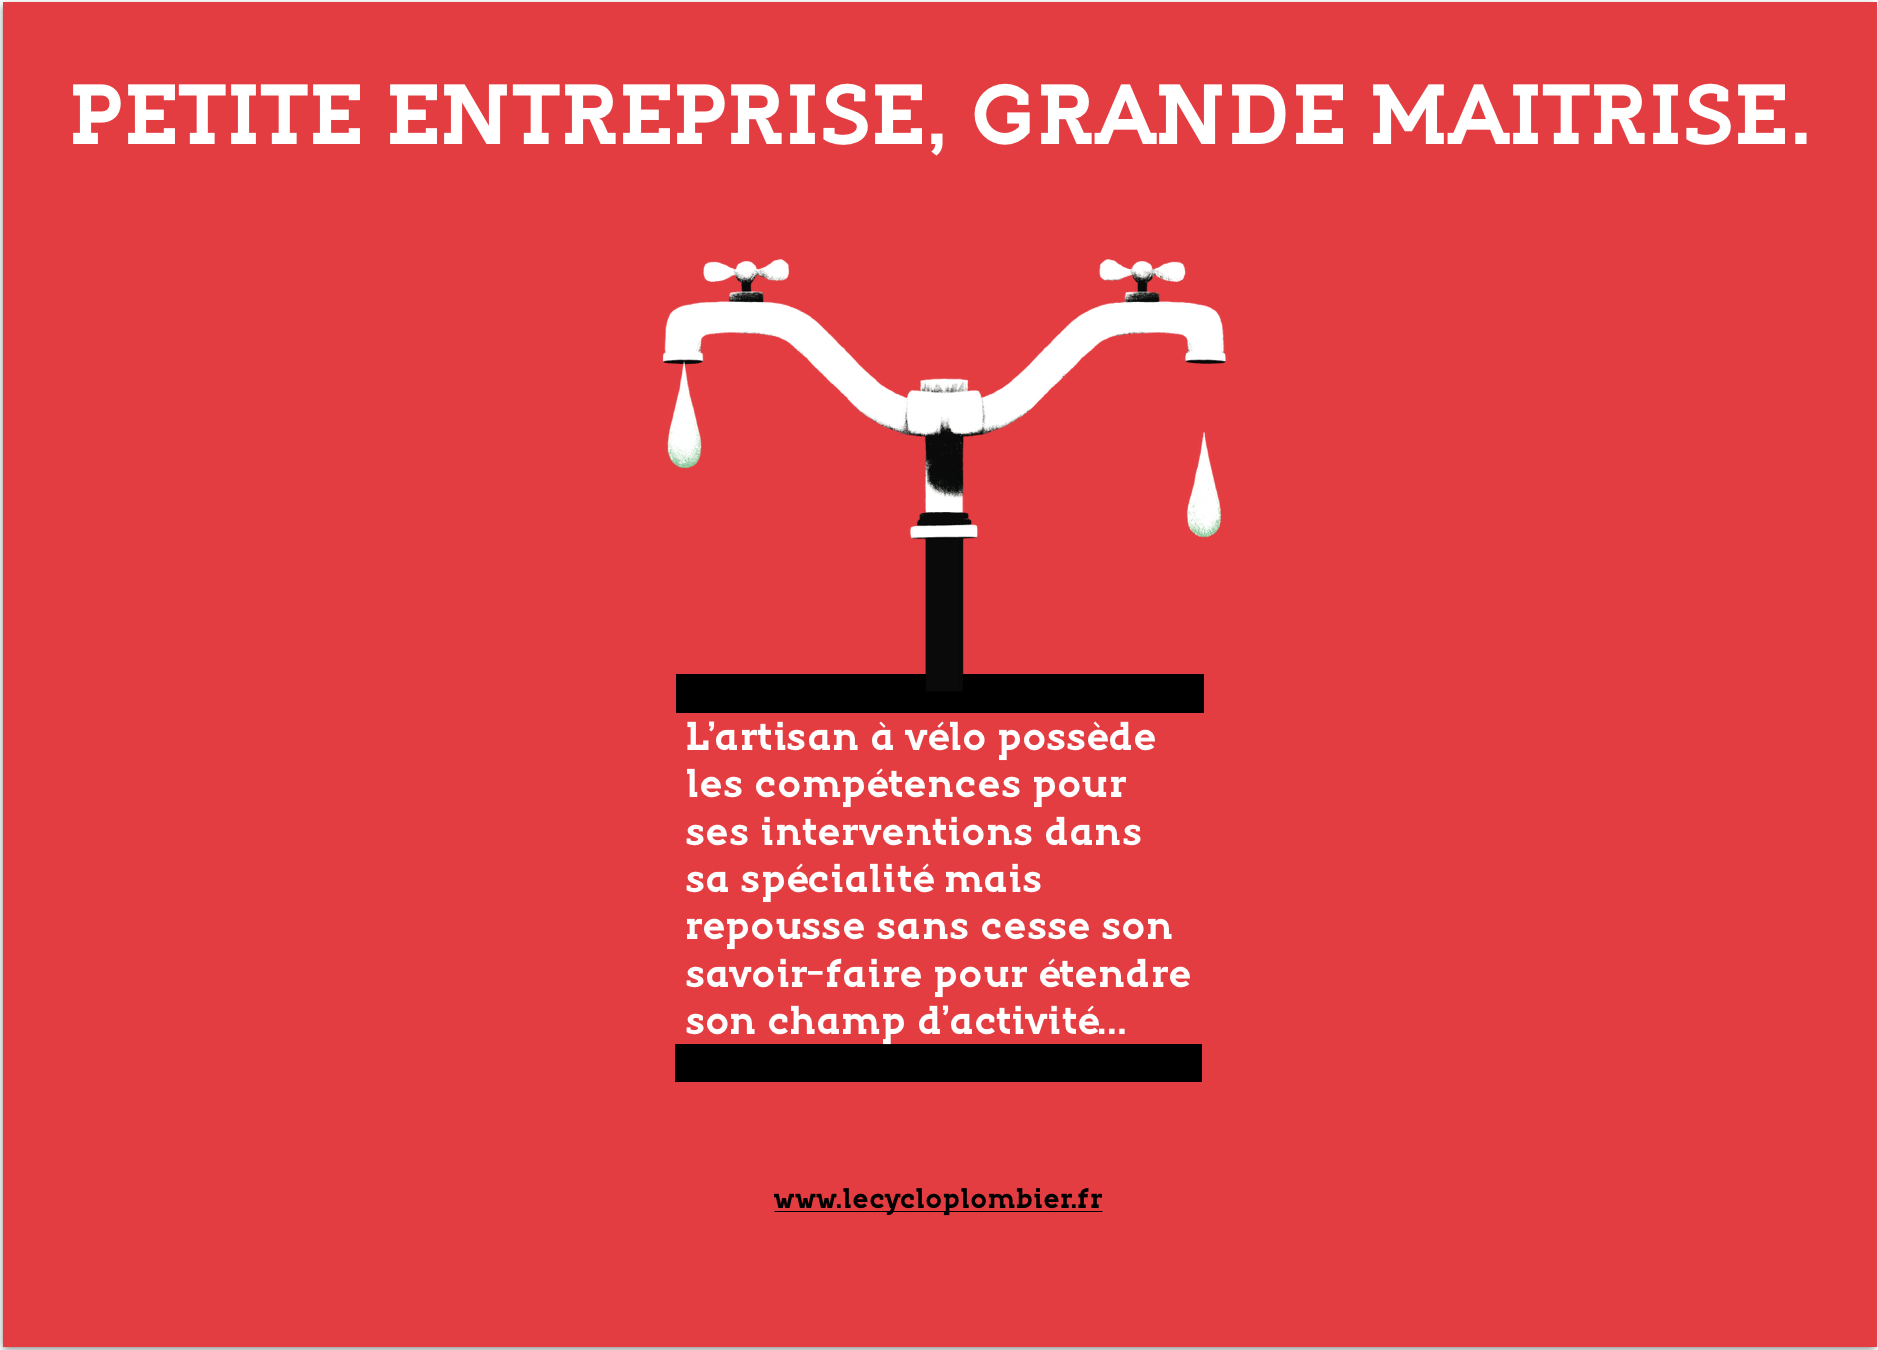 PETITE ENTREPRISE, GRANDE MAITRISE.
L’artisan à vélo possède
les compétences pour
ses interventions dans
sa spécialité mais
repousse sans cesse son
savoir-faire pour étendre
son champ d’activité...
www.lecycloplombier.fr